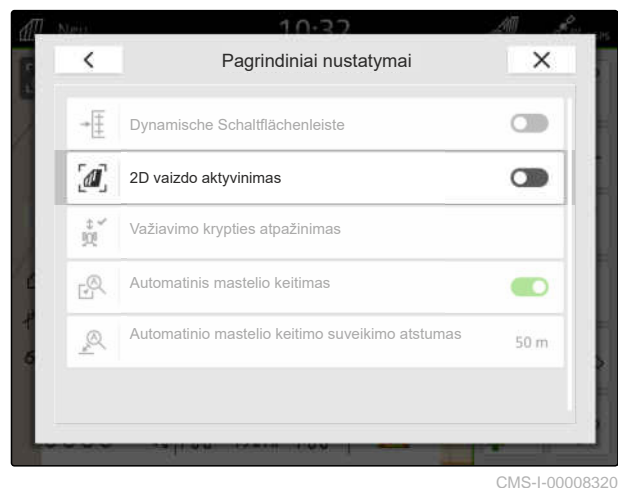 Neu 10:32
Pagrindiniai nustatymai
Dynamische Schaltflächenleiste
2D vaizdo aktyvinimas
Važiavimo krypties atpažinimas
Automatinis mastelio keitimas
Automatinio mastelio keitimo suveikimo atstumas
50 m
CMS-I-00008320